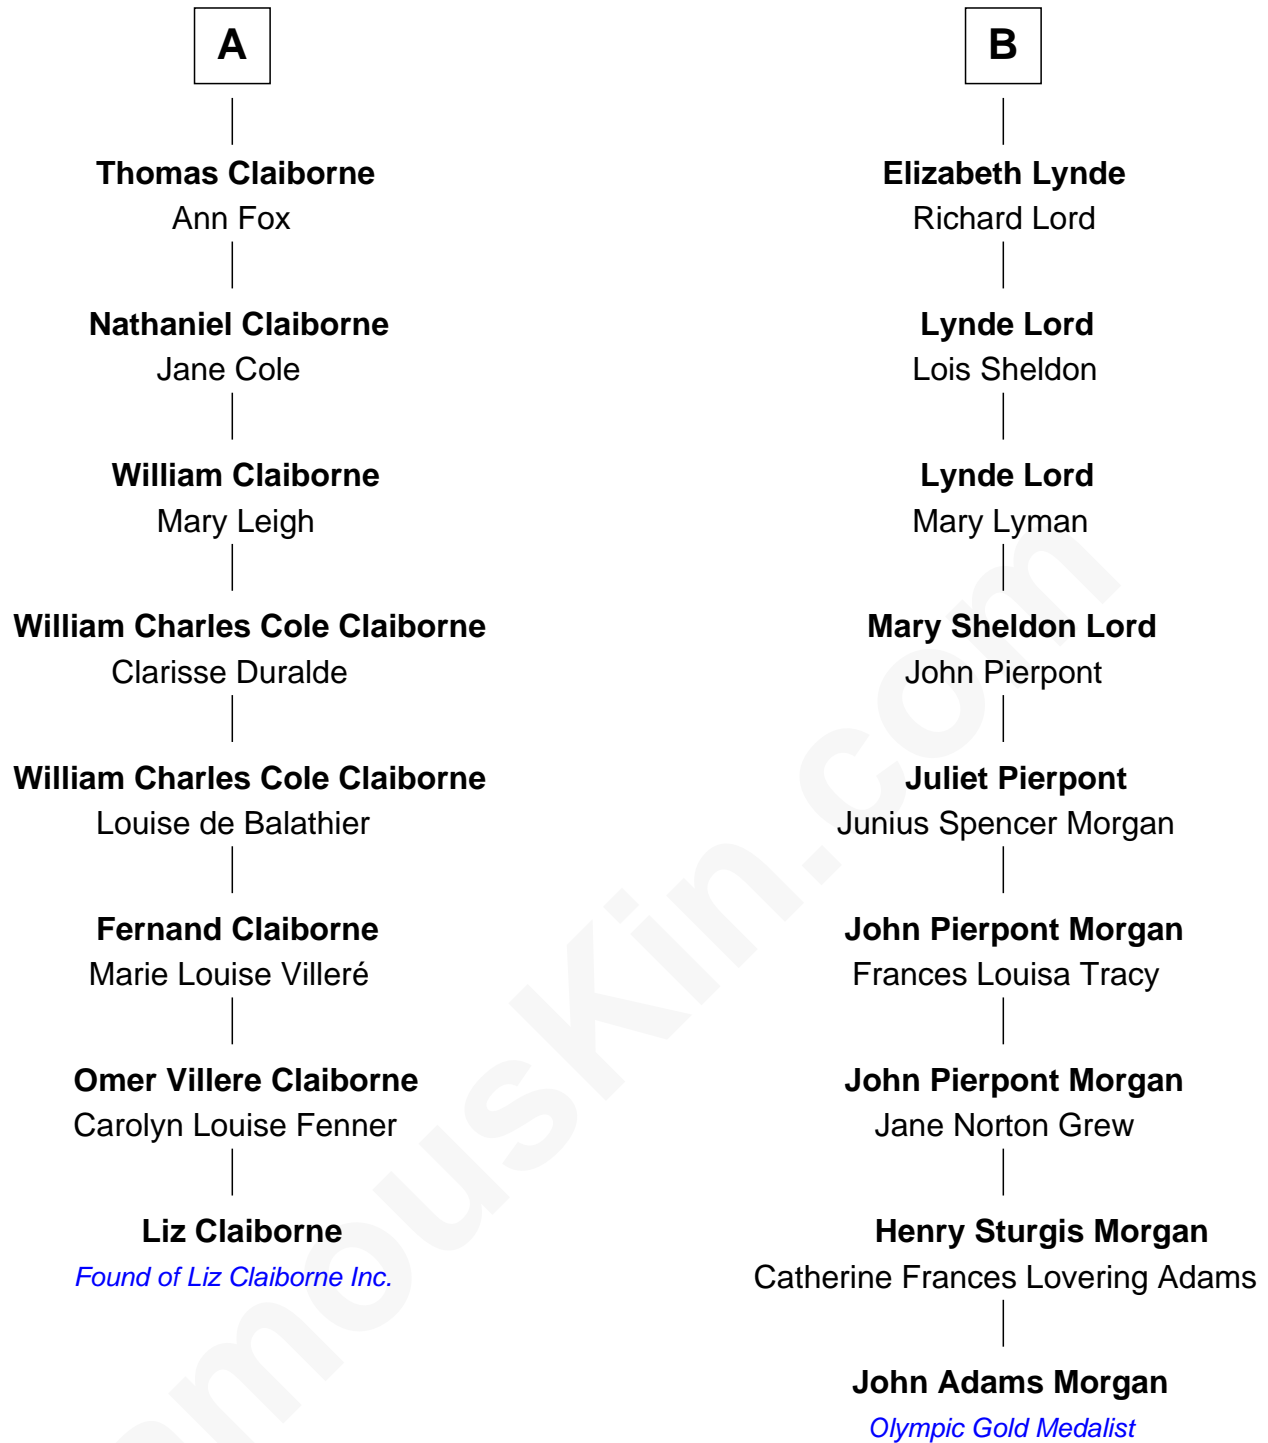 A
Thomas Claiborne
Ann Fox
Nathaniel Claiborne
Jane Cole
William Claiborne
Mary Leigh
William Charles Cole Claiborne
Clarisse Duralde
William Charles Cole Claiborne
Louise de Balathier
Fernand Claiborne
Marie Louise Villeré
Omer Villere Claiborne
Carolyn Louise Fenner
Liz Claiborne
Found of Liz Claiborne Inc.
B
Elizabeth Lynde
Richard Lord
Lynde Lord
Lois Sheldon
Lynde Lord
Mary Lyman
Mary Sheldon Lord
John Pierpont
Juliet Pierpont
Junius Spencer Morgan
John Pierpont Morgan
Frances Louisa Tracy
John Pierpont Morgan
Jane Norton Grew
Henry Sturgis Morgan
Catherine Frances Lovering Adams
John Adams Morgan
Olympic Gold Medalist
amouskin.com